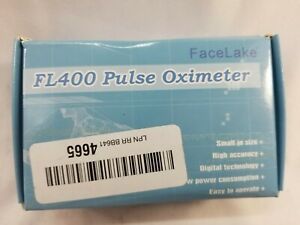 FaceLake®
FL400 Pulse Oximeter
Small in size +
High accuracy +
Digital technology +
w power consumption +
Easy to operate +
LPN RR BB641
4665